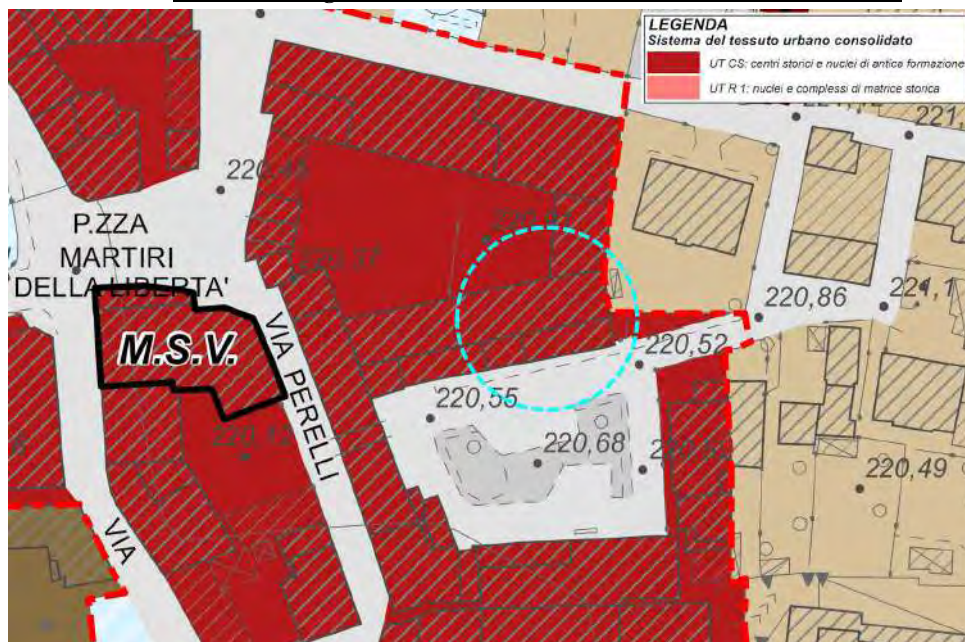 LEGENDA
Sistema del tessuto urbano consolidato
UT CS: centri storici e nuclei di antica formazione
UT R 1: nuclei e complessi di matrice storica
221,
P.ZZA
MARTIRI
DELLA LIBERTA'
M.S.V.
VIA PERELLI
VIA
220,86
220,52
220,55
220,68
220,49